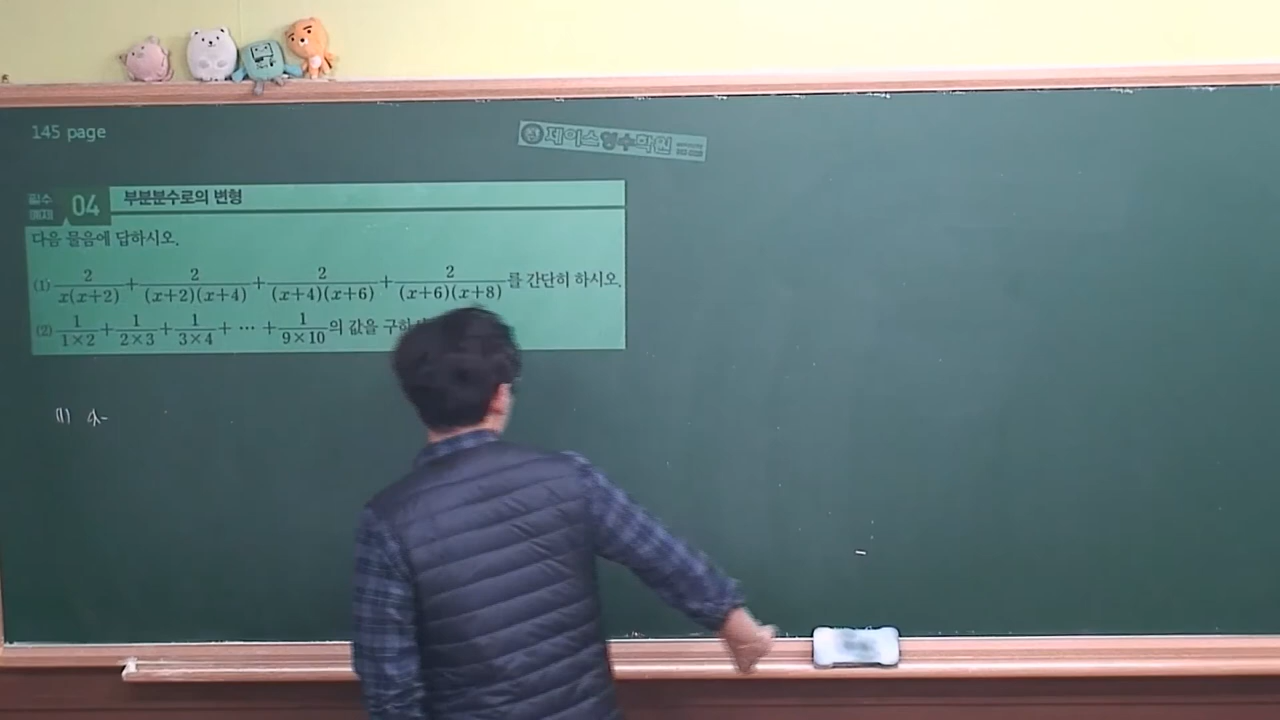 145 page
제이스 영수학원
필수 예제 04 부분분수로의 변형
다음 물음에 답하시오.
(1) 2/x(x+2) + 2/(x+2)(x+4) + 2/(x+4)(x+6) + 2/(x+6)(x+8) 를 간단히 하시오.
(2) 1/1×2 + 1/2×3 + 1/3×4 + ⋯ + 1/9×10 의 값을 구하
(1)